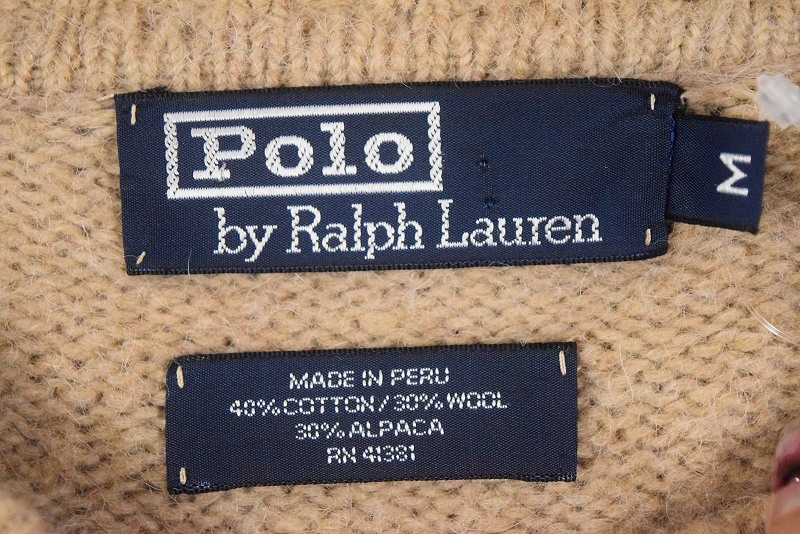 Polo
by Ralph Lauren
M
MADE IN PERU
40%COTTON/30%WOOL
30%ALPACA
RN 41381